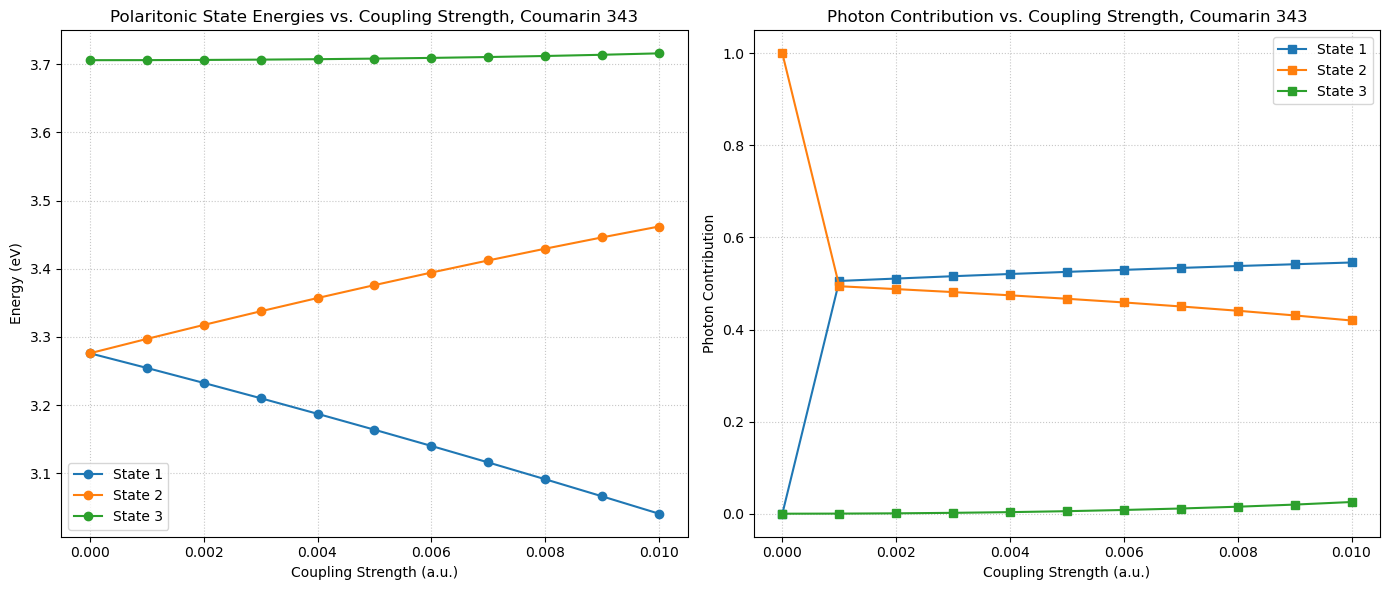 Polaritonic State Energies vs. Coupling Strength, Coumarin 343
Energy (eV)
3.7
3.6
3.5
3.4
3.3
3.2
3.1
State 1
State 2
State 3
0.000 0.002 0.004 0.006 0.008 0.010
Coupling Strength (a.u.)
Photon Contribution vs. Coupling Strength, Coumarin 343
Photon Contribution
1.0
0.8
0.6
0.4
0.2
0.0
State 1
State 2
State 3
0.000 0.002 0.004 0.006 0.008 0.010
Coupling Strength (a.u.)